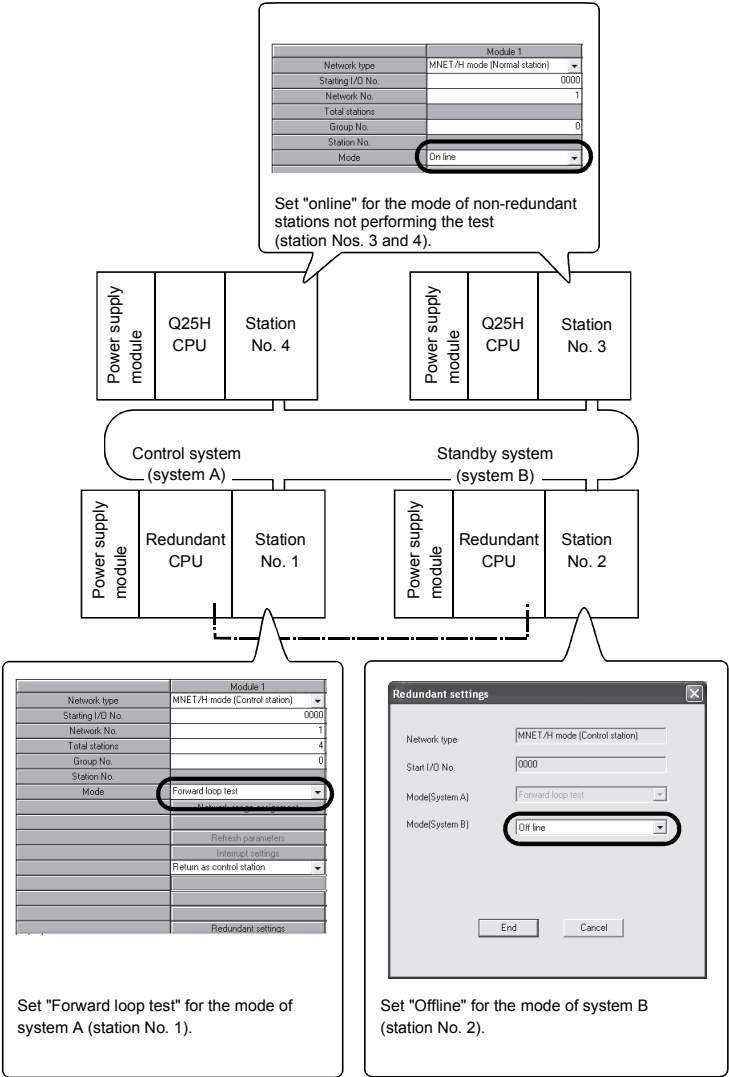 Module 1
Network type MNET/H mode (Normal station)
Starting I/O No. 0000
Network No. 1
Total stations
Group No. 0
Station No.
Mode On line
Set "online" for the mode of non-redundant
stations not performing the test
(station Nos. 3 and 4).
Power supply
module
Q25H
CPU
Station
No. 4
Power supply
module
Q25H
CPU
Station
No. 3
Control system
(system A)
Standby system
(system B)
Power supply
module
Redundant
CPU
Station
No. 1
Power supply
module
Redundant
CPU
Station
No. 2
Module 1
Network type MNET/H mode (Control station)
Starting I/O No. 0000
Network No. 1
Total stations 4
Group No. 0
Station No.
Mode Forward loop test
Network range assignment
Refresh parameters
Interrupt settings
Return as control station
Redundant settings
Set "Forward loop test" for the mode of
system A (station No. 1).
Redundant settings
Network type MNET/H mode (Control station)
Start I/O No. 0000
Mode(System A) Forward loop test
Mode(System B) Off line
End Cancel
Set "Offline" for the mode of system B
(station No. 2).